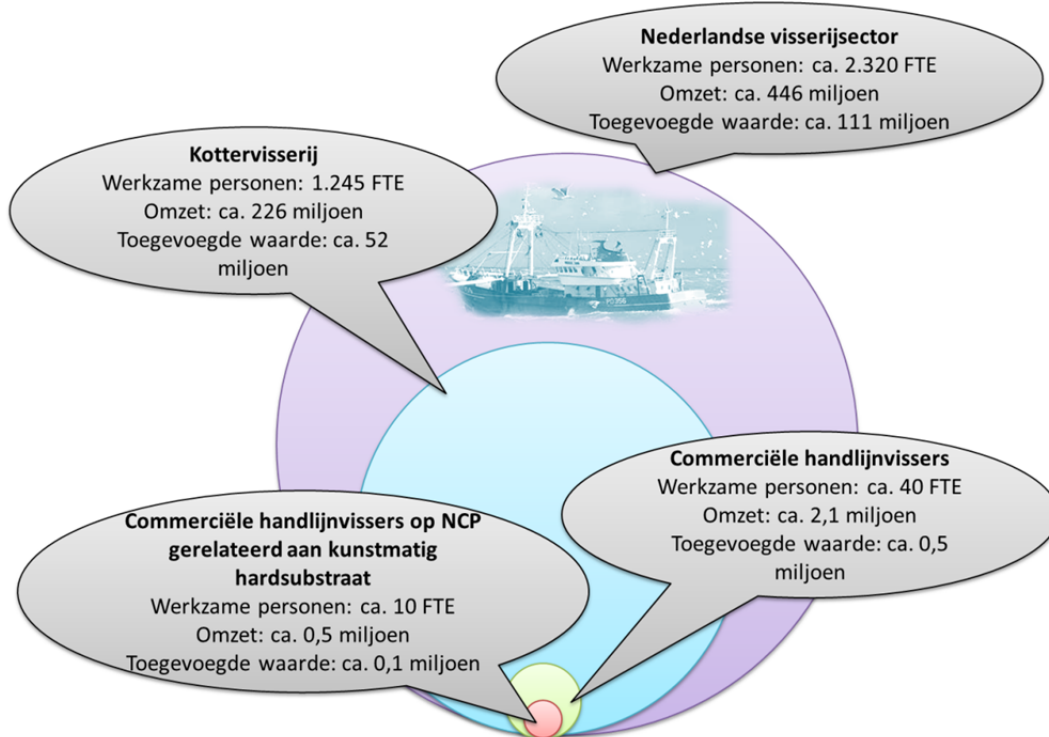 Nederlandse visserijsector
Werkzame personen: ca. 2.320 FTE
Omzet: ca. 446 miljoen
Toegevoegde waarde: ca. 111 miljoen
Kottervisserij
Werkzame personen: 1.245 FTE
Omzet: ca. 226 miljoen
Toegevoegde waarde: ca. 52
miljoen
Commerciële handlijnvissers
Werkzame personen: ca. 40 FTE
Omzet: ca. 2,1 miljoen
Toegevoegde waarde: ca. 0,5
miljoen
Commerciële handlijnvissers op NCP
gerelateerd aan kunstmatig
hardsubstraat
Werkzame personen: ca. 10 FTE
Omzet: ca. 0,5 miljoen
Toegevoegde waarde: ca. 0,1 miljoen